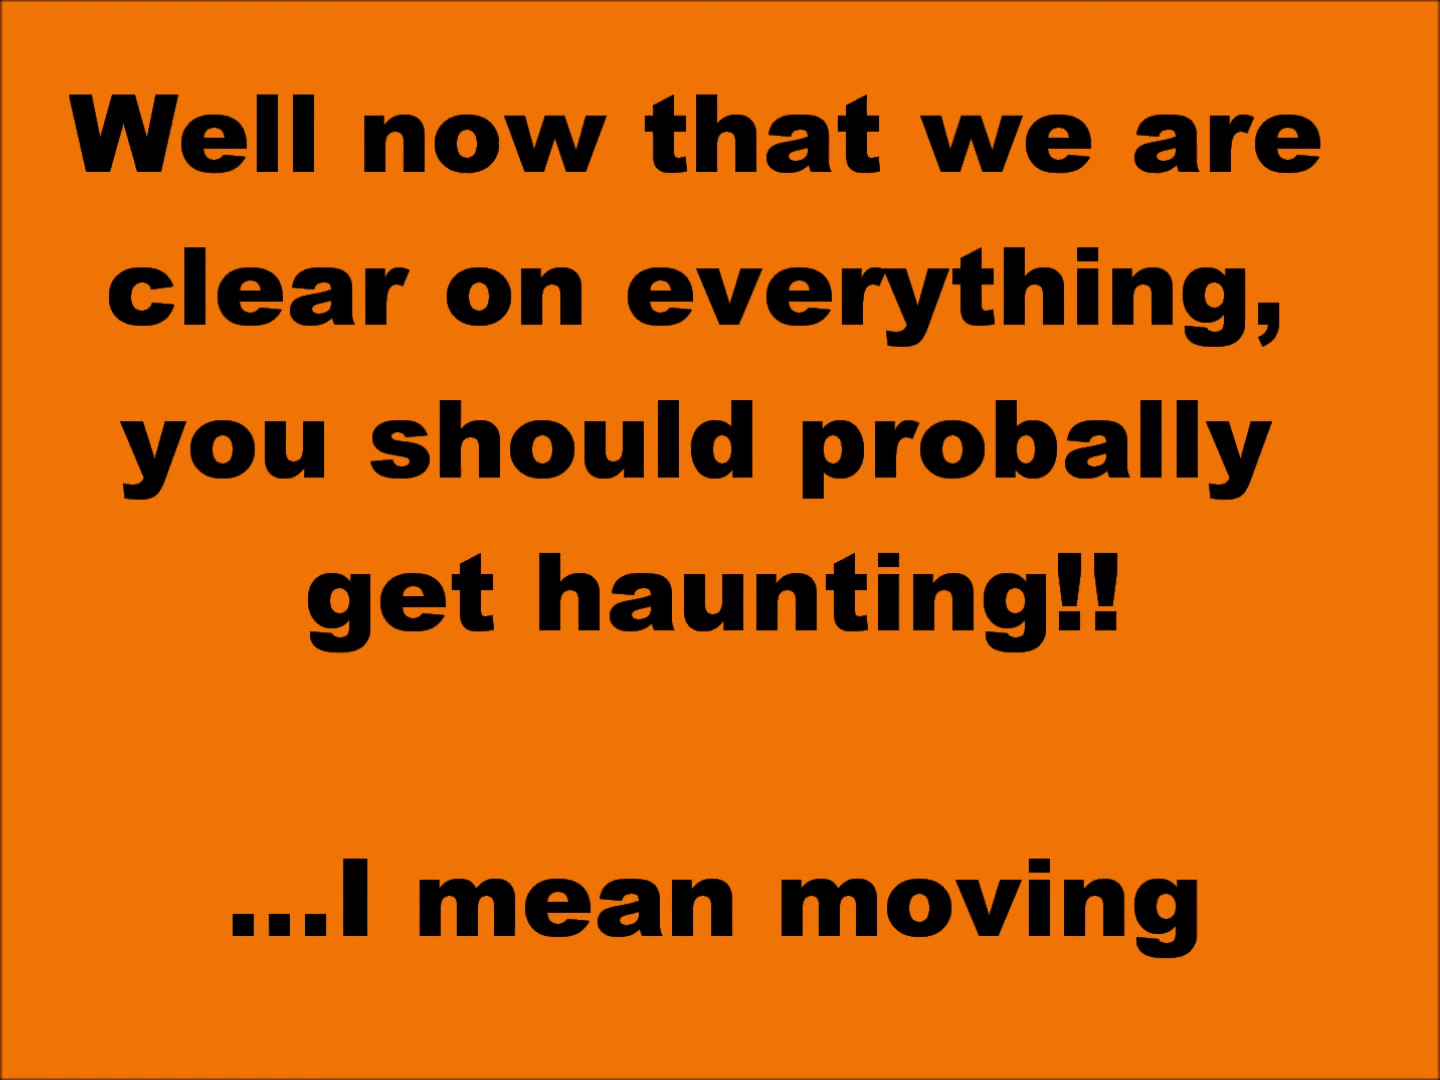 Well now that we are
clear on everything,
you should probally
get haunting!!
...I mean moving